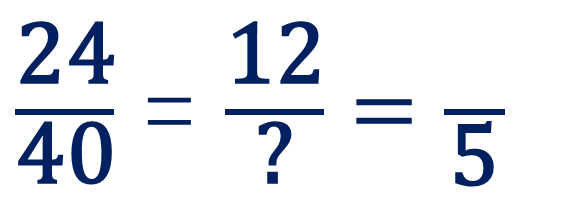 24/40 = 12/? = /5